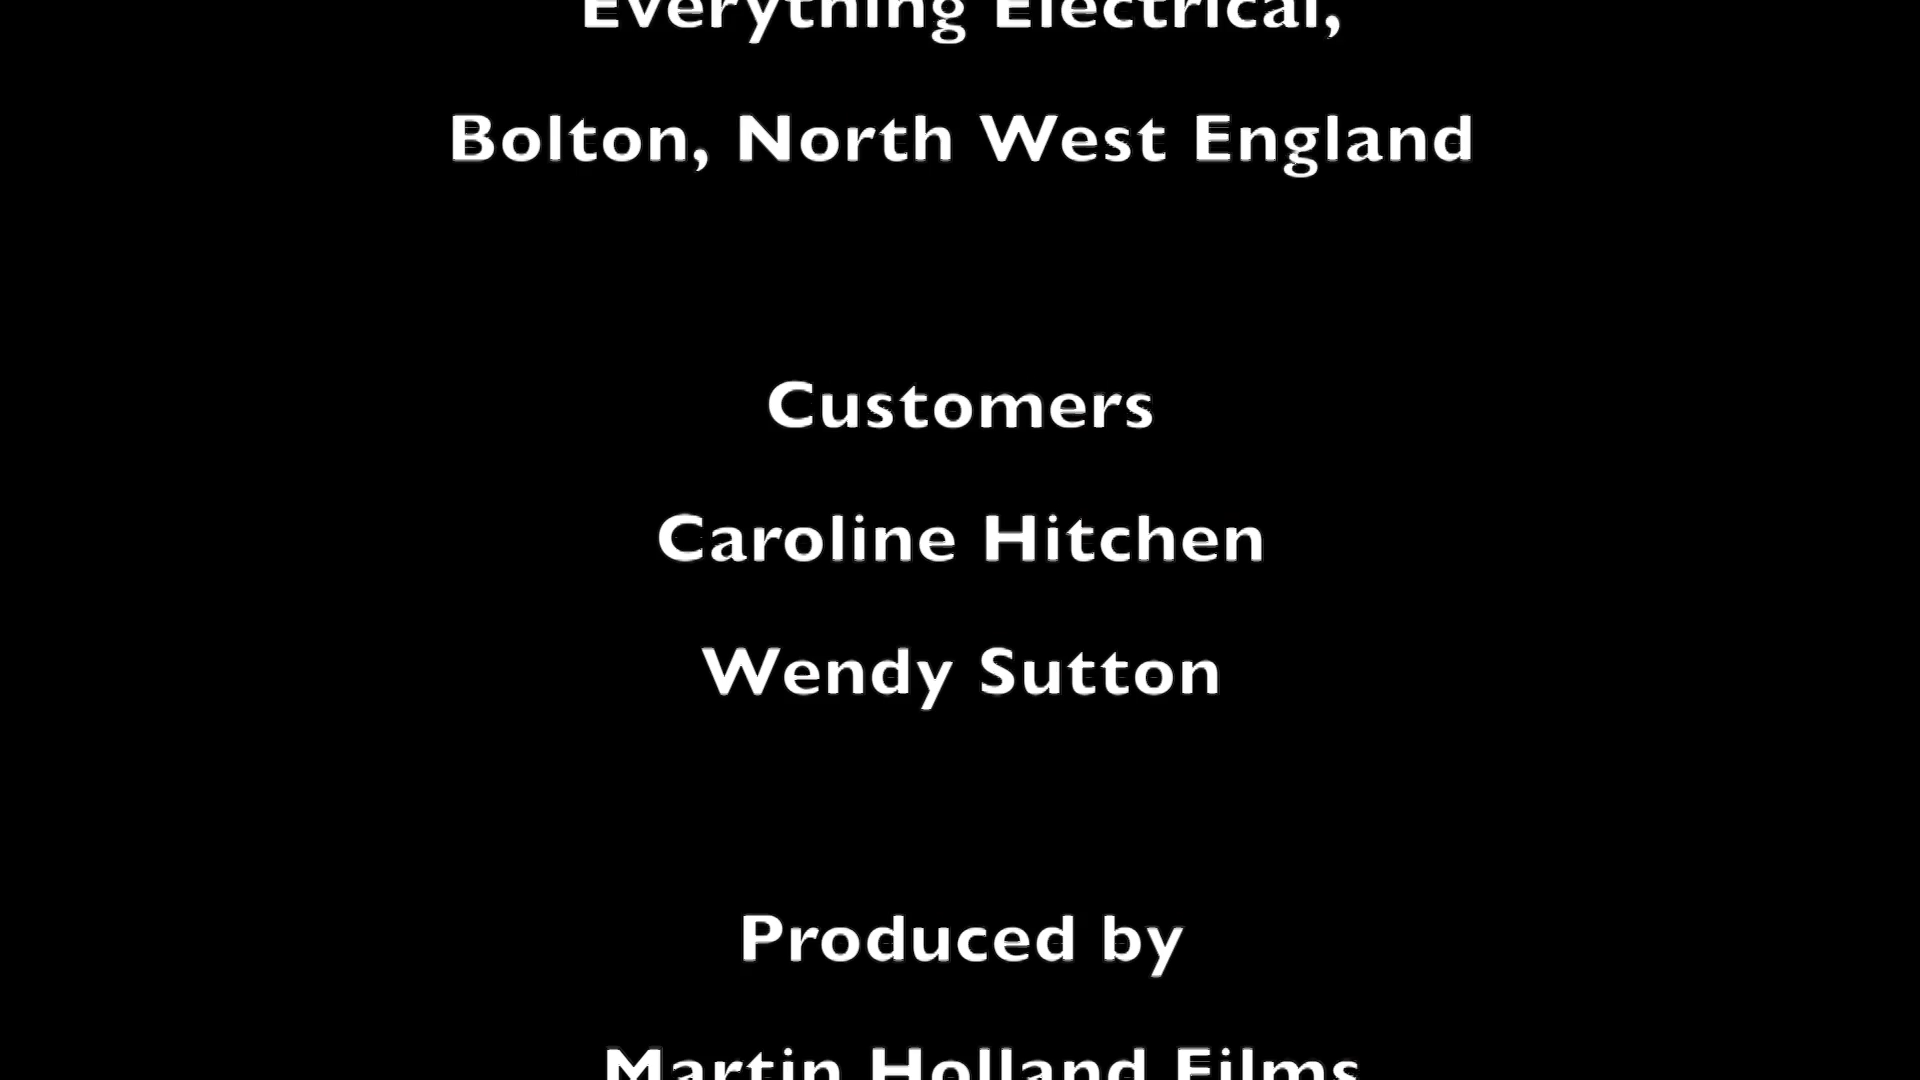 Everything Electrical,
Bolton, North West England
Customers
Caroline Hitchen
Wendy Sutton
Produced by
Martin Holland Films